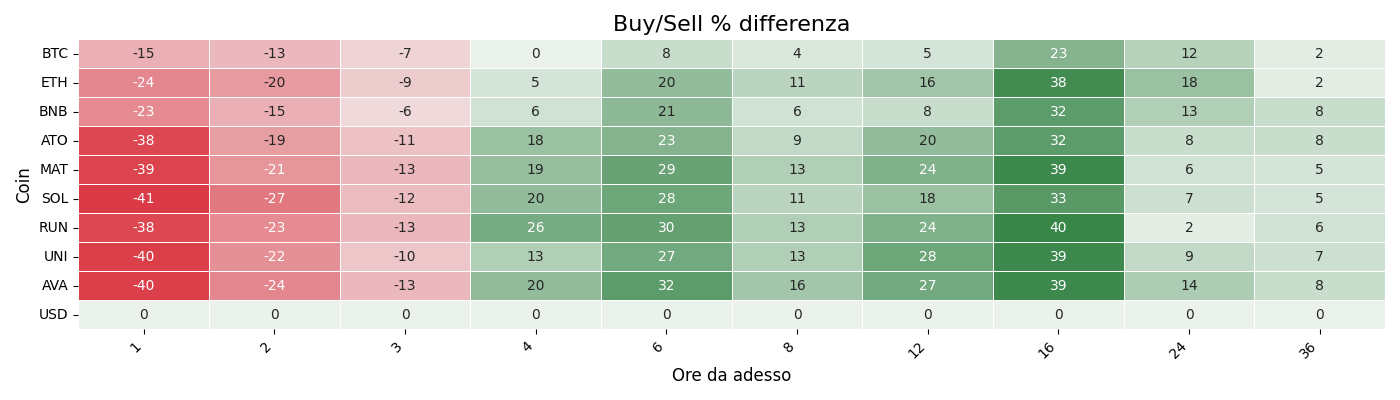 Buy/Sell % differenza
Coin
BTC -15 -13 -7 0 8 4 5 23 12 2
ETH -24 -20 -9 5 20 11 16 38 18 2
BNB -23 -15 -6 6 21 6 8 32 13 8
ATO -38 -19 -11 18 23 9 20 32 8 8
MAT -39 -21 -13 19 29 13 24 39 6 5
SOL -41 -27 -12 20 28 11 18 33 7 5
RUN -38 -23 -13 26 30 13 24 40 2 6
UNI -40 -22 -10 13 27 13 28 39 9 7
AVA -40 -24 -13 20 32 16 27 39 14 8
USD 0 0 0 0 0 0 0 0 0 0
1 2 3 4 6 8 12 16 24 36
Ore da adesso